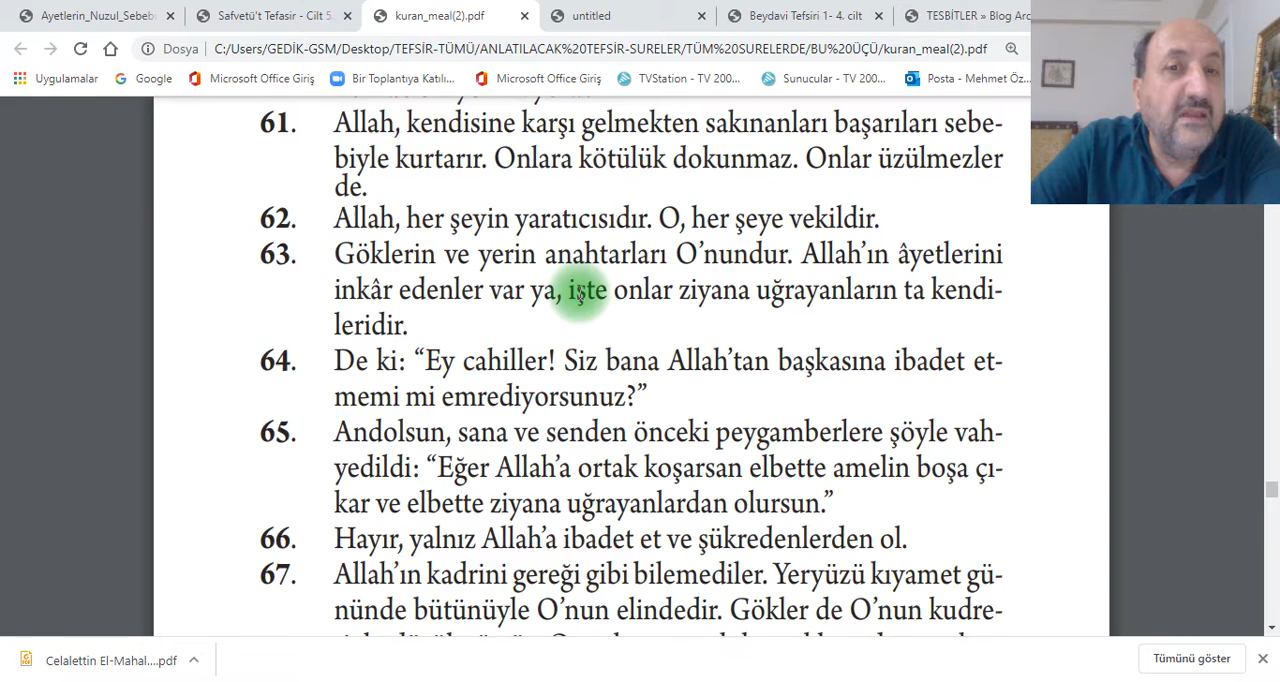 Ayetlerin_Nuzul_Sebebi
Safvetü't Tefasir - Cilt 5
kuran_meal(2).pdf
untitled
Beydavi Tefsiri 1- 4. cilt
TESBİTLER » Blog Arc
Dosya
C:/Users/GEDİK-GSM/Desktop/TEFSİR-TÜMÜ/ANLATILACAK%20TEFSİR-SURELER/TÜM%20SURELERDE/BU%20ÜÇÜ/kuran_meal(2).pdf
Uygulamalar
Google
Microsoft Office Giriş
Bir Toplantıya Katılı...
Microsoft Office Giriş
TVStation - TV 200...
Sunucular - TV 200...
Posta - Mehmet Öz...
61. Allah, kendisine karşı gelmekten sakınanları başarıları sebe-
biyle kurtarır. Onlara kötülük dokunmaz. Onlar üzülmezler
de.
62. Allah, her şeyin yaratıcısıdır. O, her şeye vekildir.
63. Göklerin ve yerin anahtarları O’nundur. Allah’ın âyetlerini
inkâr edenler var ya, işte onlar ziyana uğrayanların ta kendi-
leridir.
64. De ki: “Ey cahiller! Siz bana Allah’tan başkasına ibadet et-
memi mi emrediyorsunuz?”
65. Andolsun, sana ve senden önceki peygamberlere şöyle vah-
yedildi: “Eğer Allah’a ortak koşarsan elbette amelin boşa çı-
kar ve elbette ziyana uğrayanlardan olursun.”
66. Hayır, yalnız Allah’a ibadet et ve şükredenlerden ol.
67. Allah’ın kadrini gereği gibi bilemediler. Yeryüzü kıyamet gü-
nünde bütünüyle O’nun elindedir. Gökler de O’nun kudre-
Celalettin El-Mahal....pdf
Tümünü göster